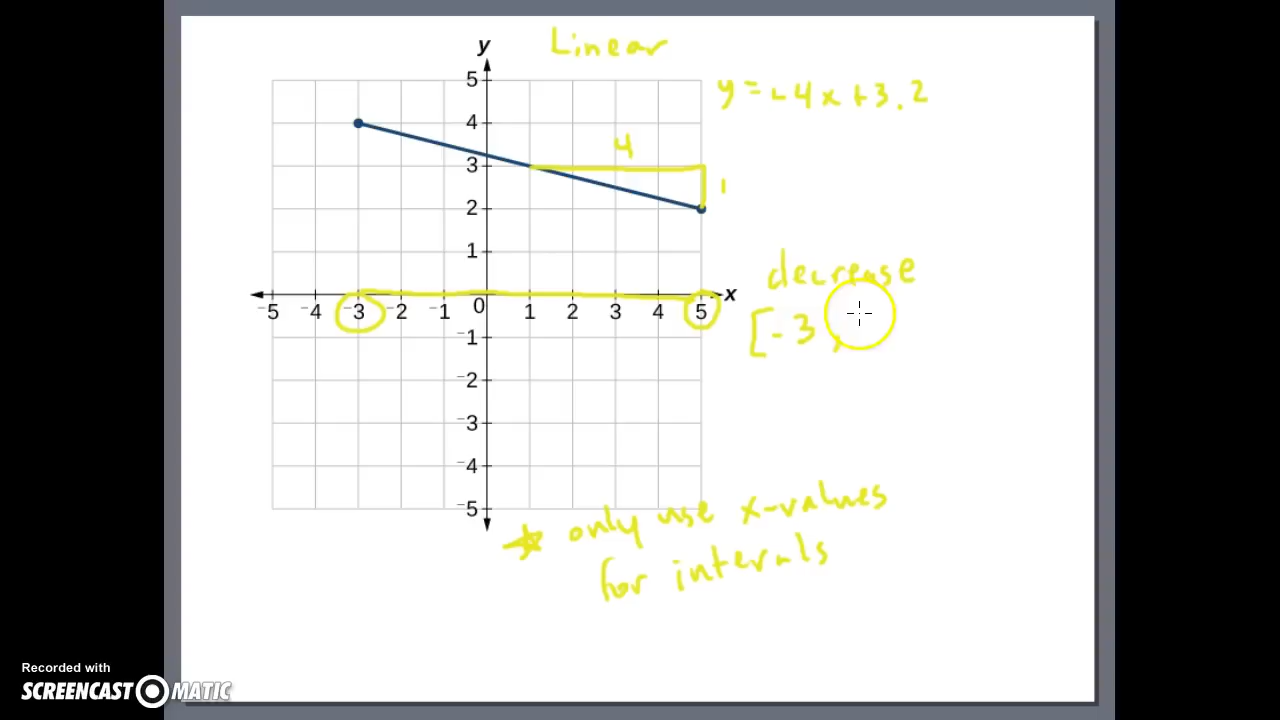 y Linear
5
y = -4x + 3.2
4
4
3
1
2
1
decrease
x
-5 -4 -3 -2 -1 0 1 2 3 4 5
[-3,
-1
-2
-3
-4
-5
only use x-values
for intervals
Recorded with
SCREENCAST MATIC